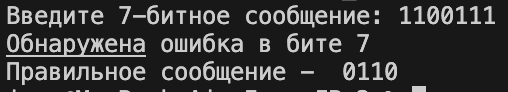 Введите 7-битное сообщение: 1100111
Обнаружена ошибка в бите 7
Правильное сообщение -  0110